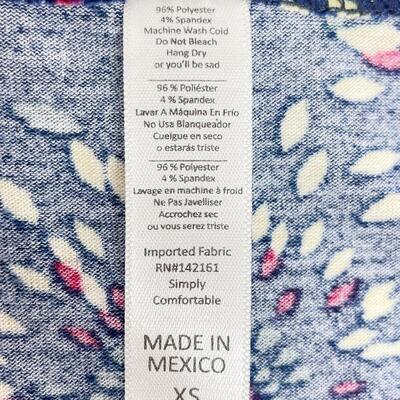 96% Polyester
4% Spandex
Machine Wash Cold
Do Not Bleach
Hang Dry
or you'll be sad
96 % Poliéster
4 % Spandex
Lavar A Máquina En Frío
No Usa Blanqueador
Cuelgue en seco
o estarás triste
96 % Polyester
4 % Spandex
Lavage en machine à froid
Ne Pas Javelliser
Accrochez sec
ou vous serez triste
Imported Fabric
RN#142161
Simply
Comfortable
MADE IN
MEXICO
XS